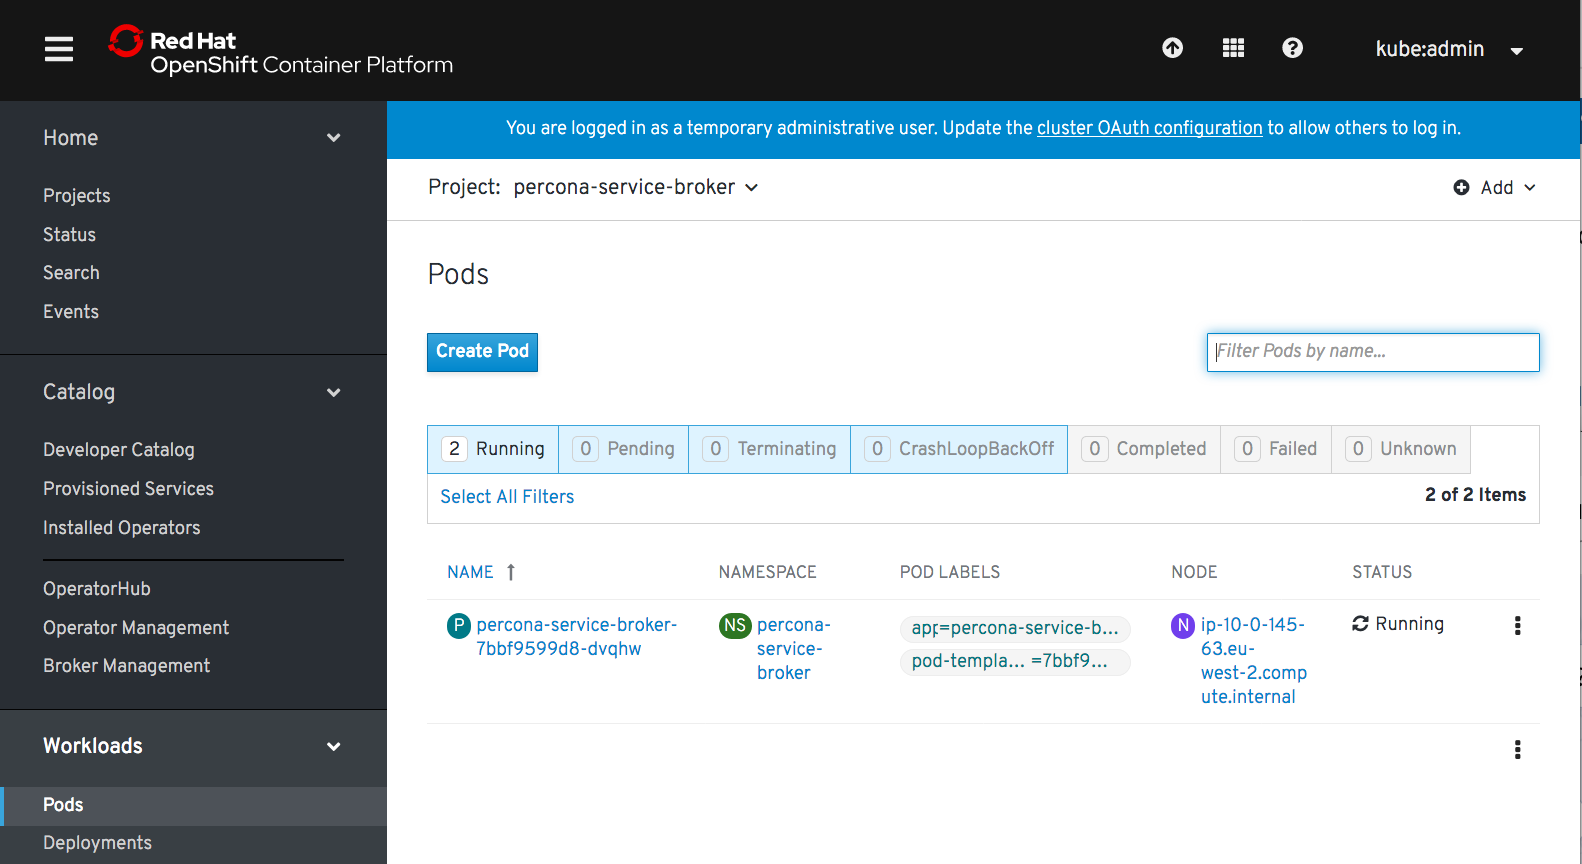 Red Hat
OpenShift Container Platform
kube:admin
Home
Projects
Status
Search
Events
Catalog
Developer Catalog
Provisioned Services
Installed Operators
OperatorHub
Operator Management
Broker Management
Workloads
Pods
Deployments
You are logged in as a temporary administrative user. Update the cluster OAuth configuration to allow others to log in.
Project: percona-service-broker
Add
Pods
Create Pod
Filter Pods by name...
2 Running 0 Pending 0 Terminating 0 CrashLoopBackOff 0 Completed 0 Failed 0 Unknown
Select All Filters
2 of 2 Items
NAME NAMESPACE POD LABELS NODE STATUS
P percona-service-broker-
7bbf9599d8-dvqhw
NS percona-
service-
broker
app=percona-service-b...
pod-templa... =7bbf9...
N ip-10-0-145-
63.eu-
west-2.comp
ute.internal
Running